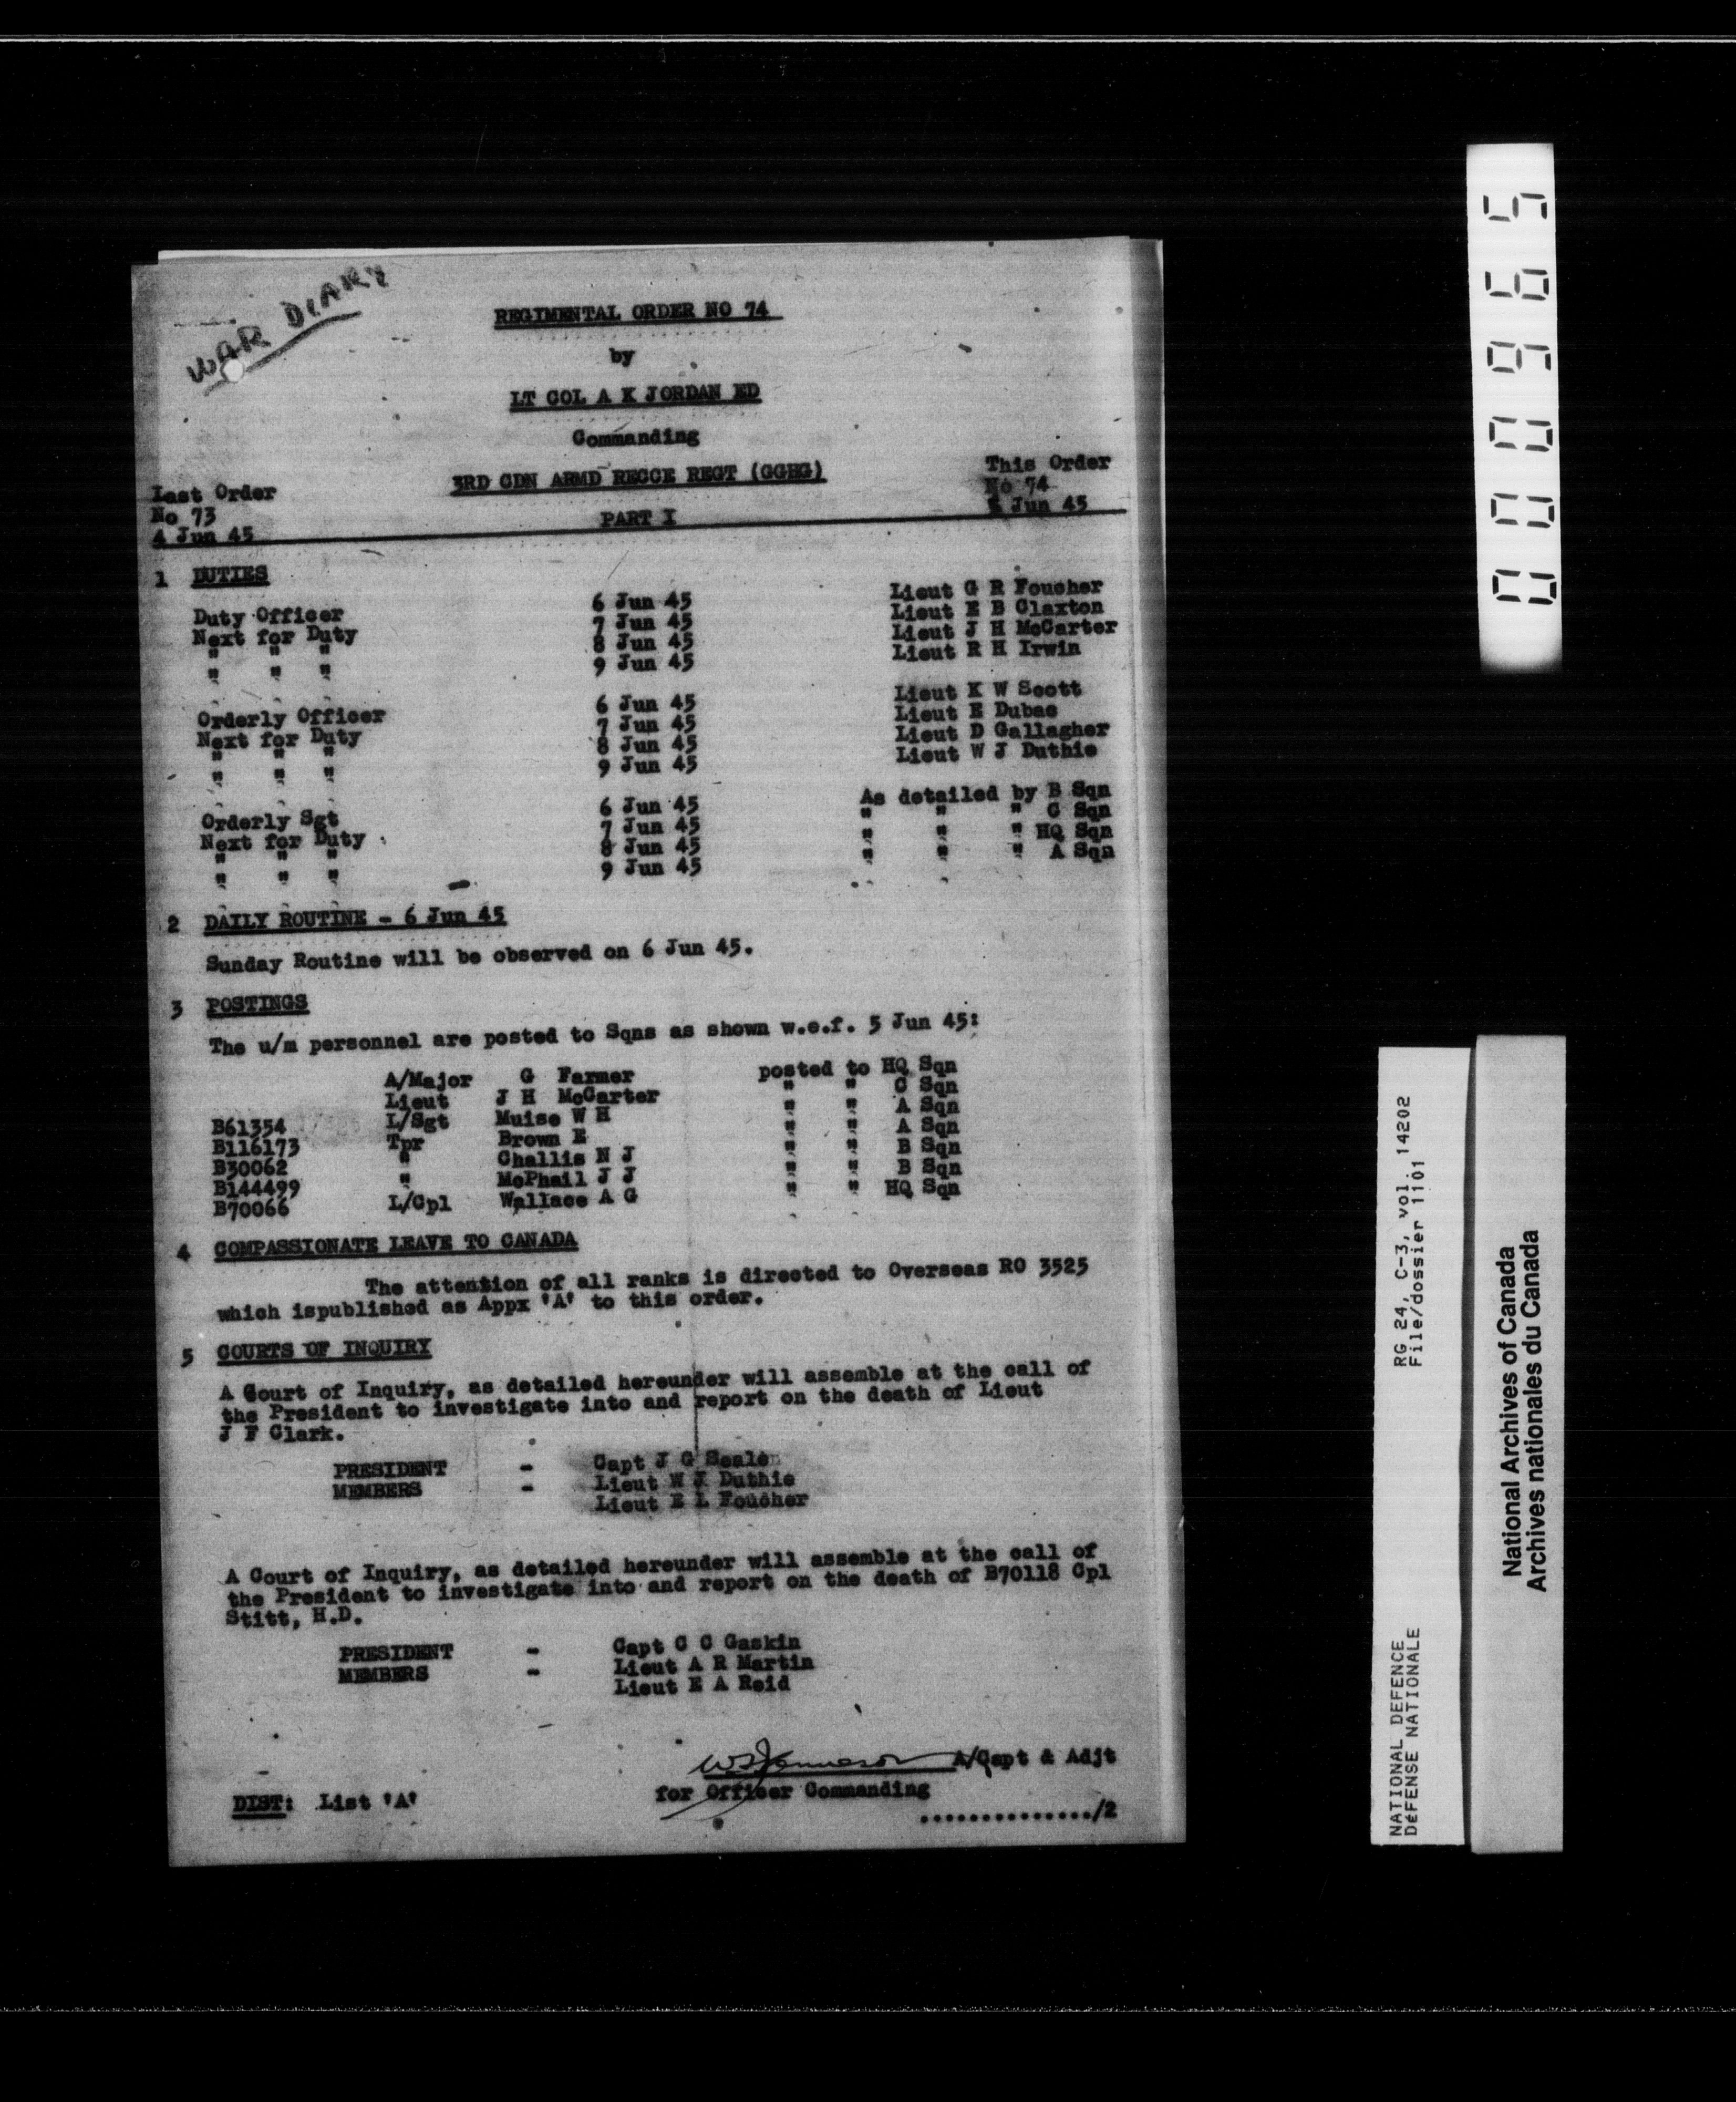 WAR DIARY
REGIMENTAL ORDER NO 74
by
LT COL A K JORDAN ED
Commanding
3RD CDN ARMD RECCE REGT (GGHG)
Last Order
No 73
4 Jun 45
This Order
No 74
Jun 45
PART I
1 DUTIES
Duty Officer 6 Jun 45 Lieut G R Foucher
Next for Duty 7 Jun 45 Lieut E B Claxton
" " " 8 Jun 45 Lieut J H McCarter
" " " 9 Jun 45 Lieut R H Irwin
Orderly Officer 6 Jun 45 Lieut K W Scott
Next for Duty 7 Jun 45 Lieut E Dubas
" " " 8 Jun 45 Lieut D Gallagher
" " " 9 Jun 45 Lieut W J Duthie
Orderly Sgt 6 Jun 45 As detailed by B Sqn
Next for Duty 7 Jun 45 " " " C Sqn
" " " 8 Jun 45 " " " HQ Sqn
" " " 9 Jun 45 " " " A Sqn
2 DAILY ROUTINE - 6 Jun 45
Sunday Routine will be observed on 6 Jun 45.
3 POSTINGS
The u/m personnel are posted to Sqns as shown w.e.f. 5 Jun 45:
A/Major G Farmer posted to HQ Sqn
Lieut J H McCarter " " C Sqn
B61354 L/Sgt Muise W H " " A Sqn
B116173 Tpr Brown E " " A Sqn
B30062 " Challis N J " " B Sqn
B144499 " McPhail J J " " B Sqn
B70066 L/Cpl Wallace A G " " HQ Sqn
4 COMPASSIONATE LEAVE TO CANADA
The attention of all ranks is directed to Overseas RO 3525
which ispublished as Appx 'A' to this order.
5 COURTS OF INQUIRY
A Court of Inquiry, as detailed hereunder will assemble at the call of
the President to investigate into and report on the death of Lieut
J F Clark.
PRESIDENT - Capt J G Seale
MEMBERS - Lieut W J Duthie
Lieut E L Foucher
A Court of Inquiry, as detailed hereunder will assemble at the call of
the President to investigate into and report on the death of B70118 Cpl
Stitt, H.D.
PRESIDENT - Capt C C Gaskin
MEMBERS - Lieut A R Martin
Lieut E A Reid
A/Capt & Adjt
for Officer Commanding
DIST: List 'A'
............../2
000965
RG 24, C-3, vol. 14202
File/dossier 1101
NATIONAL DEFENCE
DéFENSE NATIONALE
National Archives of Canada
Archives nationales du Canada